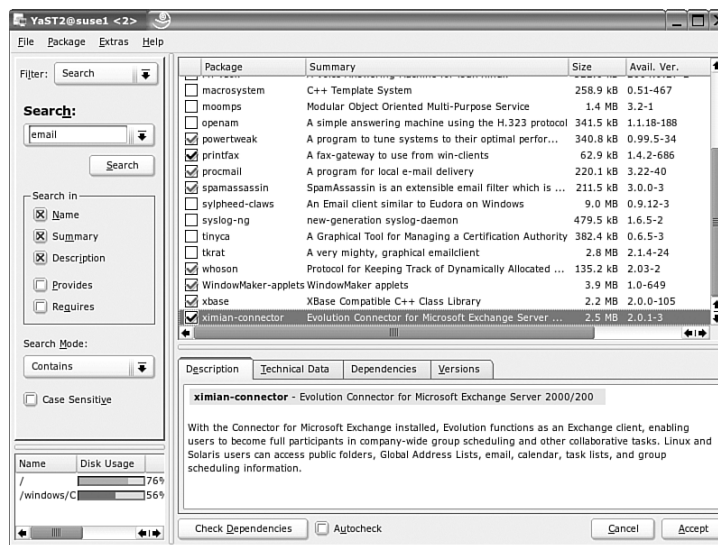 YaST2@suse1 <2>
File Package Extras Help
Filter: Search
Search:
email
Search
Search in
Name
Summary
Description
Provides
Requires
Search Mode:
Contains
Case Sensitive
Name Disk Usage
/ 76%
/windows/C 56%
Package Summary Size Avail. Ver.
macrosystem C++ Template System 258.9 kB 0.51-467
moomps Modular Object Oriented Multi-Purpose Service 1.4 MB 3.2-1
openam A simple answering machine using the H.323 protocol 341.5 kB 1.1.18-188
powertweak A program to tune systems to their optimal perfor... 340.8 kB 0.99.5-34
printfax A fax-gateway to use from win-clients 62.9 kB 1.4.2-686
procmail A program for local e-mail delivery 220.1 kB 3.22-40
spamassassin SpamAssassin is an extensible email filter which is ... 211.5 kB 3.0.0-3
sylpheed-claws An Email client similar to Eudora on Windows 9.0 MB 0.9.12-3
syslog-ng new-generation syslog-daemon 479.5 kB 1.6.5-2
tinyca A Graphical Tool for Managing a Certification Authority 382.4 kB 0.6.5-3
tkrat A very mighty, graphical emailclient 2.8 MB 2.1.4-24
whoson Protocol for Keeping Track of Dynamically Allocated ... 135.2 kB 2.03-2
WindowMaker-applets WindowMaker applets 3.9 MB 1.0-649
xbase XBase Compatible C++ Class Library 2.2 MB 2.0.0-105
ximian-connector Evolution Connector for Microsoft Exchange Server ... 2.5 MB 2.0.1-3
Description Technical Data Dependencies Versions
ximian-connector - Evolution Connector for Microsoft Exchange Server 2000/200
With the Connector for Microsoft Exchange installed, Evolution functions as an Exchange client, enabling
users to become full participants in company-wide group scheduling and other collaborative tasks. Linux and
Solaris users can access public folders, Global Address Lists, email, calendar, task lists, and group
scheduling information.
Check Dependencies Autocheck Cancel Accept